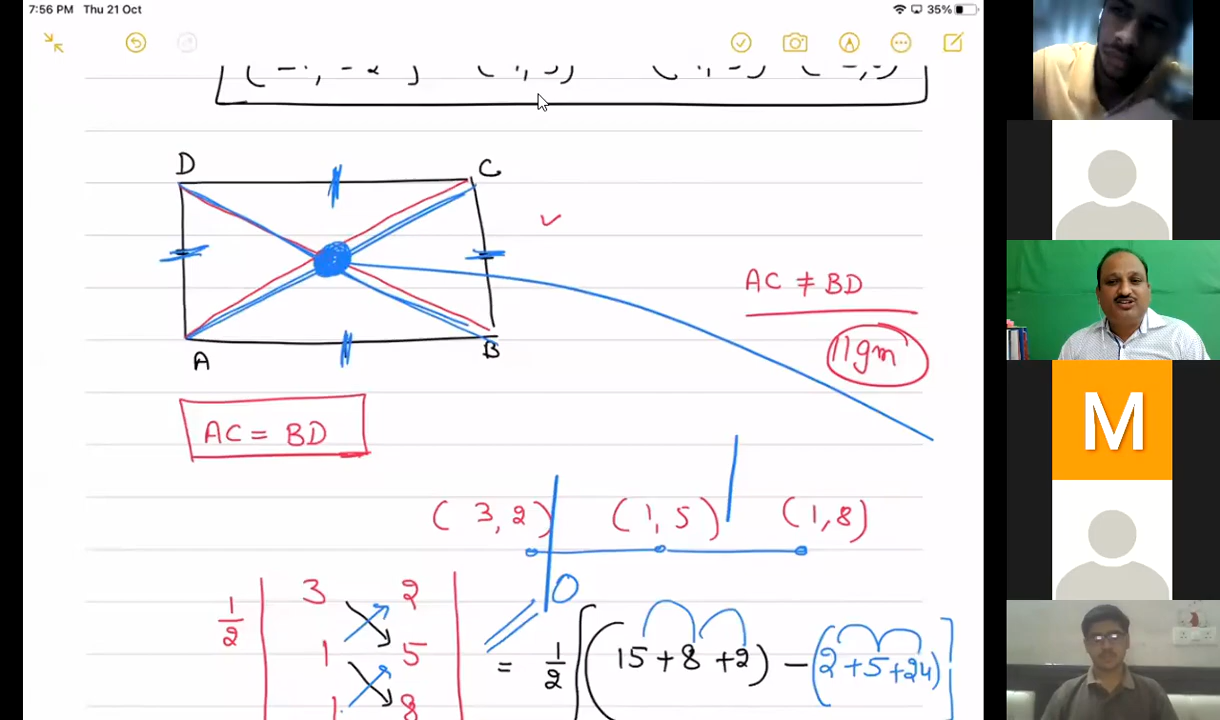 7:56 PM Thu 21 Oct
35%
D
C
AC ≠ BD
11gm
A
B
AC = BD
(3,2) (1,5) (1,8)
0
1/2 | 3 2
1 5 = 1/2 [(15+8+2) - (2+5+24)]
1 8
M